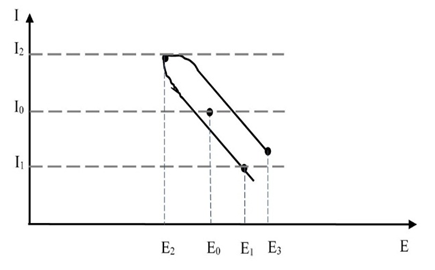 I
I₂
I₀
I₁
E₂ E₀ E₁ E₃ E